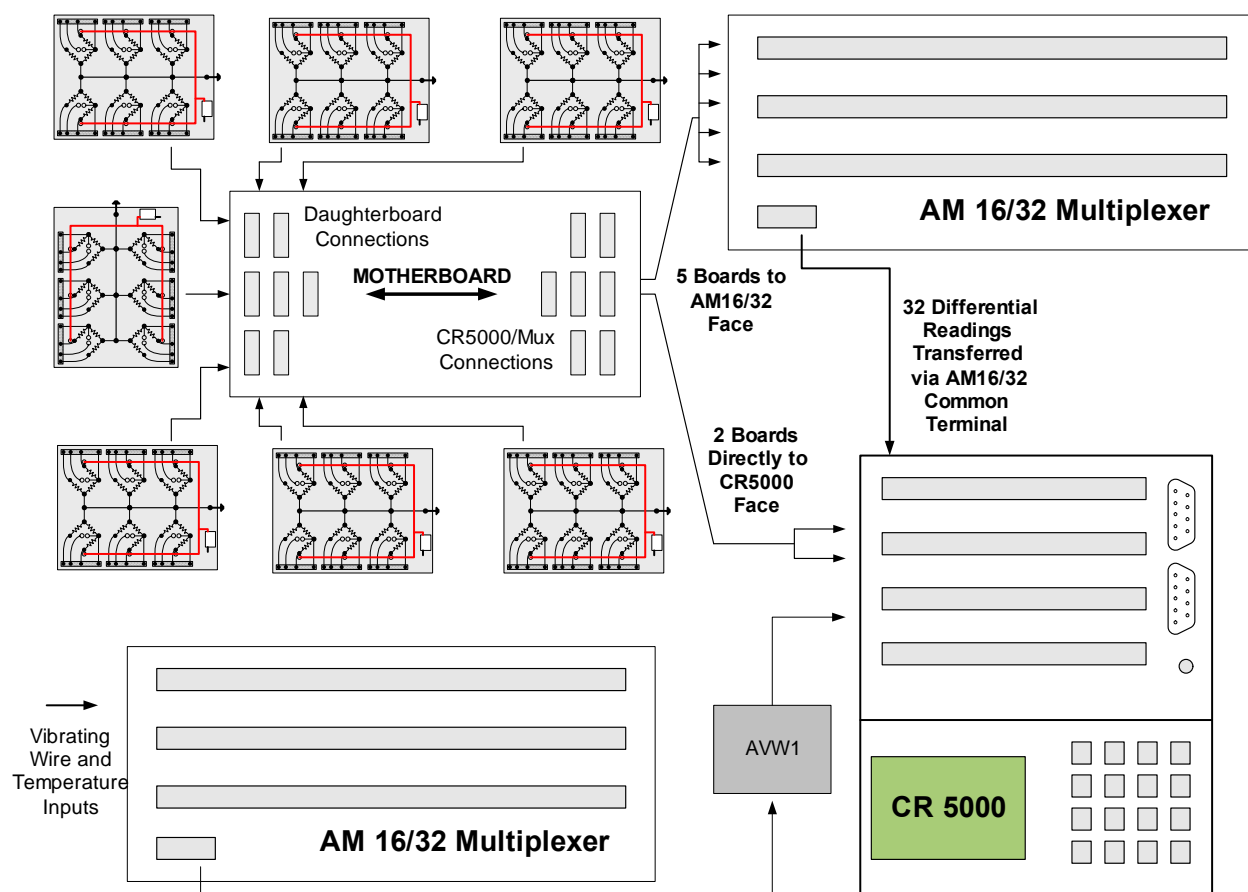 AM 16/32 Multiplexer
Daughterboard
Connections
MOTHERBOARD
CR5000/Mux
Connections
5 Boards to
AM16/32
Face
32 Differential
Readings
Transferred
via AM16/32
Common
Terminal
2 Boards
Directly to
CR5000
Face
Vibrating
Wire and
Temperature
Inputs
AM 16/32 Multiplexer
AVW1
CR 5000